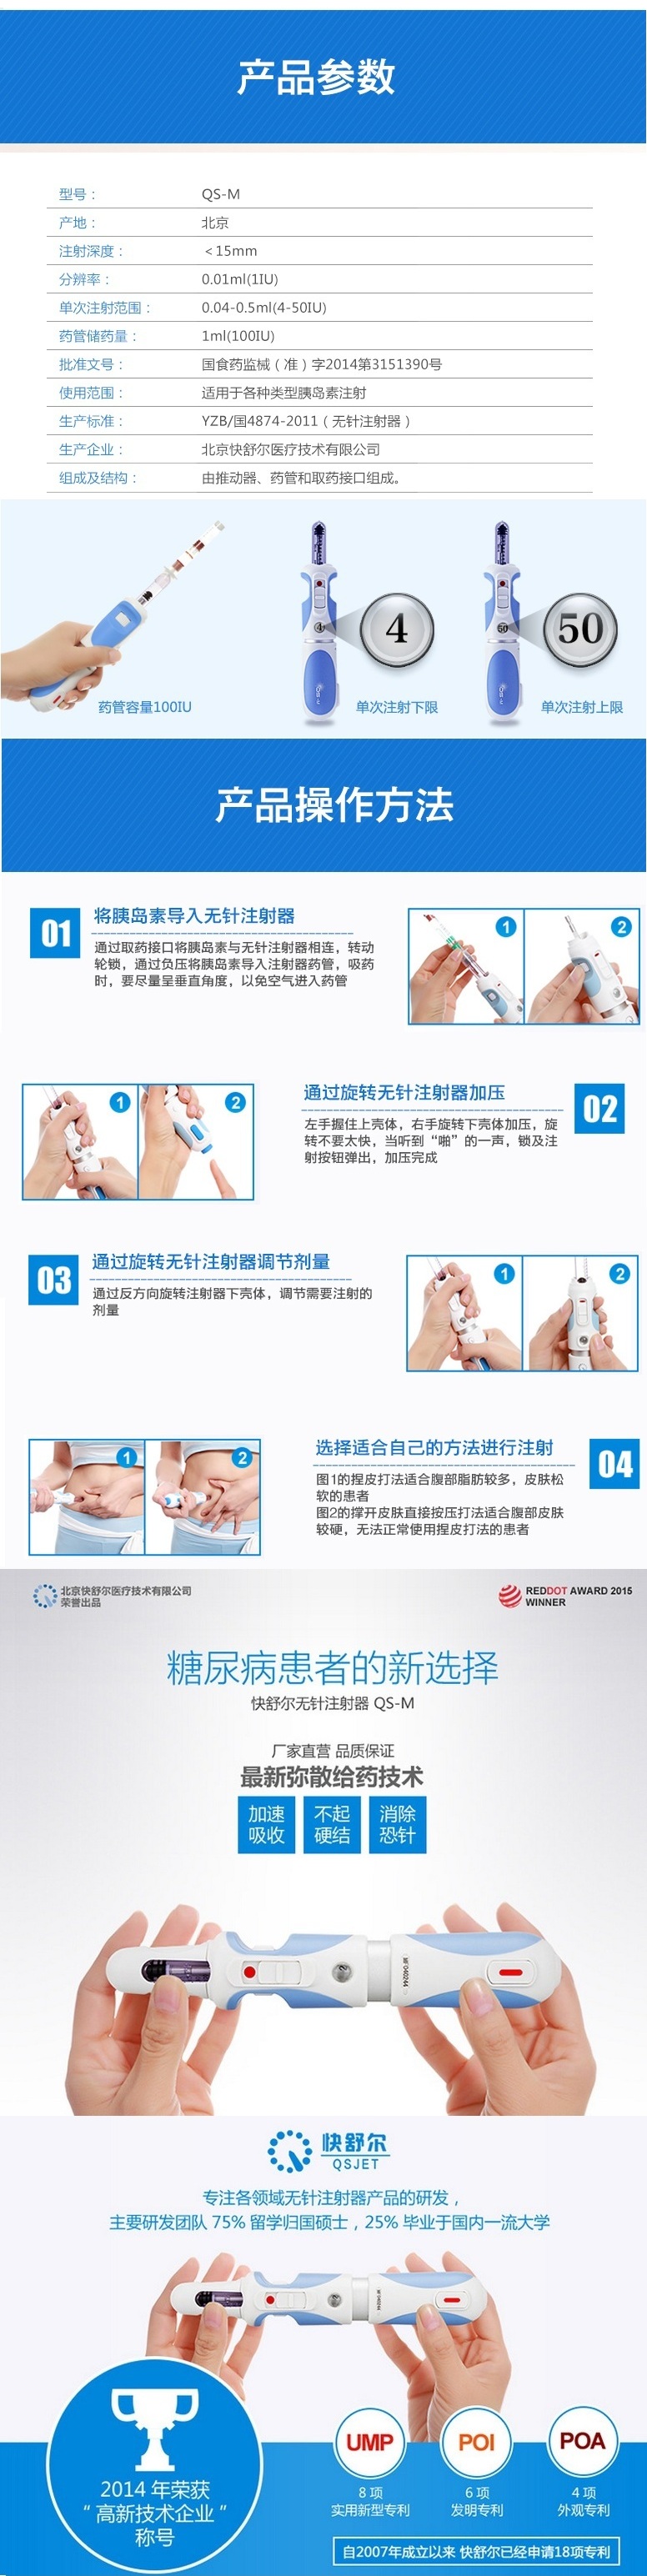 产品参数
型号： QS-M
产地： 北京
注射深度： ＜15mm
分辨率： 0.01ml(1IU)
单次注射范围： 0.04-0.5ml(4-50IU)
药管储药量： 1ml(100IU)
批准文号： 国食药监械（准）字2014第3151390号
使用范围： 适用于各种类型胰岛素注射
生产标准： YZB/国4874-2011（无针注射器）
生产企业： 北京快舒尔医疗技术有限公司
组成及结构： 由推动器、药管和取药接口组成。
4 4
50 50
药管容量100IU
单次注射下限
单次注射上限
产品操作方法
01
将胰岛素导入无针注射器
通过取药接口将胰岛素与无针注射器相连，转动
轮锁，通过负压将胰岛素导入注射器药管，吸药
时，要尽量呈垂直角度，以免空气进入药管
1 2
1 2
通过旋转无针注射器加压
左手握住上壳体，右手旋转下壳体加压，旋
转不要太快，当听到“啪”的一声，锁及注
射按钮弹出，加压完成
02
03
通过旋转无针注射器调节剂量
通过反方向旋转注射器下壳体，调节需要注射的
剂量
1 2
1 2
选择适合自己的方法进行注射
图1的捏皮打法适合腹部脂肪较多，皮肤松
软的患者
图2的撑开皮肤直接按压打法适合腹部皮肤
较硬，无法正常使用捏皮打法的患者
04
北京快舒尔医疗技术有限公司
荣誉出品
REDDOT AWARD 2015
WINNER
糖尿病患者的新选择
快舒尔无针注射器 QS-M
厂家直营 品质保证
最新弥散给药技术
加速 不起 消除
吸收 硬结 恐针
快舒尔
QSJET
专注各领域无针注射器产品的研发，
主要研发团队 75% 留学归国硕士，25% 毕业于国内一流大学
2014 年荣获
“ 高新技术企业 ”
称号
UMP POI POA
8 项 6 项 4 项
实用新型专利 发明专利 外观专利
自2007年成立以来 快舒尔已经申请18项专利